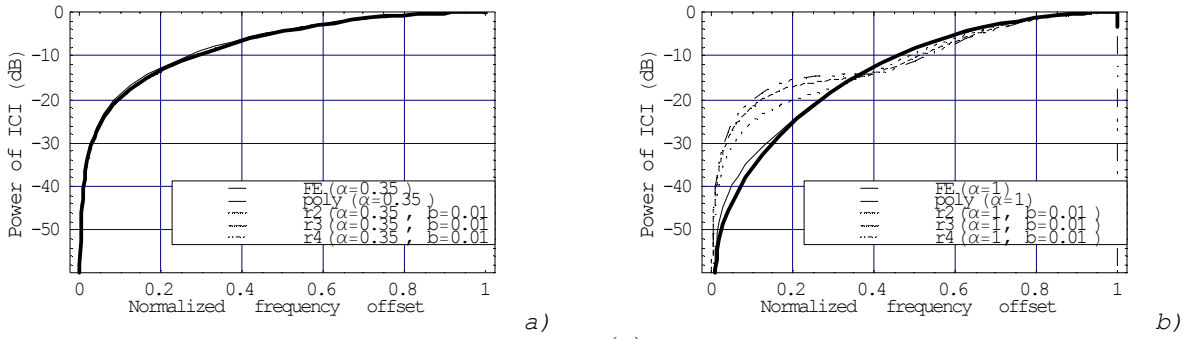 0
-10
-20
-30
-40
-50
Power of ICI (dB)
FE(α=0.35)
poly(α=0.35)
r2(α=0.35, b=0.01
r3(α=0.35, b=0.01
r4(α=0.35, b=0.01
0 0.2 0.4 0.6 0.8 1
Normalized frequency offset
a)
0
-10
-20
-30
-40
-50
Power of ICI (dB)
FE(α=1)
poly(α=1)
r2(α=1, b=0.01)
r3(α=1, b=0.01)
r4(α=1, b=0.01)
0 0.2 0.4 0.6 0.8 1
Normalized frequency offset
b)